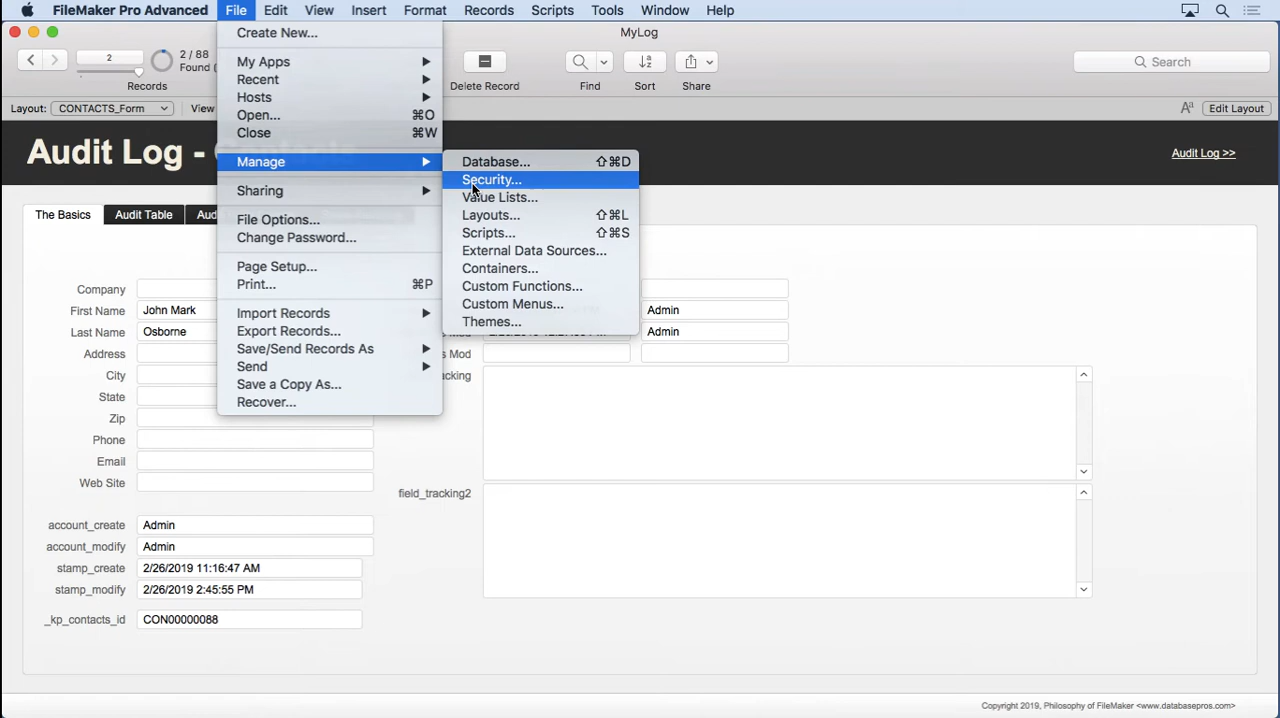 FileMaker Pro Advanced File Edit View Insert Format Records Scripts Tools Window Help
MyLog
2
2 / 88
Found (
Records
Delete Record
Find
Sort
Share
Search
Layout: CONTACTS_Form View
Edit Layout
Audit Log -
Audit Log >>
The Basics
Audit Table
Create New...
My Apps
Recent
Hosts
Open... ⌘O
Close ⌘W
Manage
Sharing
File Options...
Change Password...
Page Setup...
Print... ⌘P
Import Records
Export Records...
Save/Send Records As
Send
Save a Copy As...
Recover...
Database... ⇧⌘D
Security...
Value Lists...
Layouts... ⇧⌘L
Scripts... ⇧⌘S
External Data Sources...
Containers...
Custom Functions...
Custom Menus...
Themes...
Company
First Name John Mark
Last Name Osborne
Address
City
State
Zip
Phone
Email
Web Site
account_create Admin
account_modify Admin
stamp_create 2/26/2019 11:16:47 AM
stamp_modify 2/26/2019 2:45:55 PM
_kp_contacts_id CON00000088
Admin
Admin
Mod
field_tracking2
Copyright 2019, Philosophy of FileMaker <www.databasepros.com>